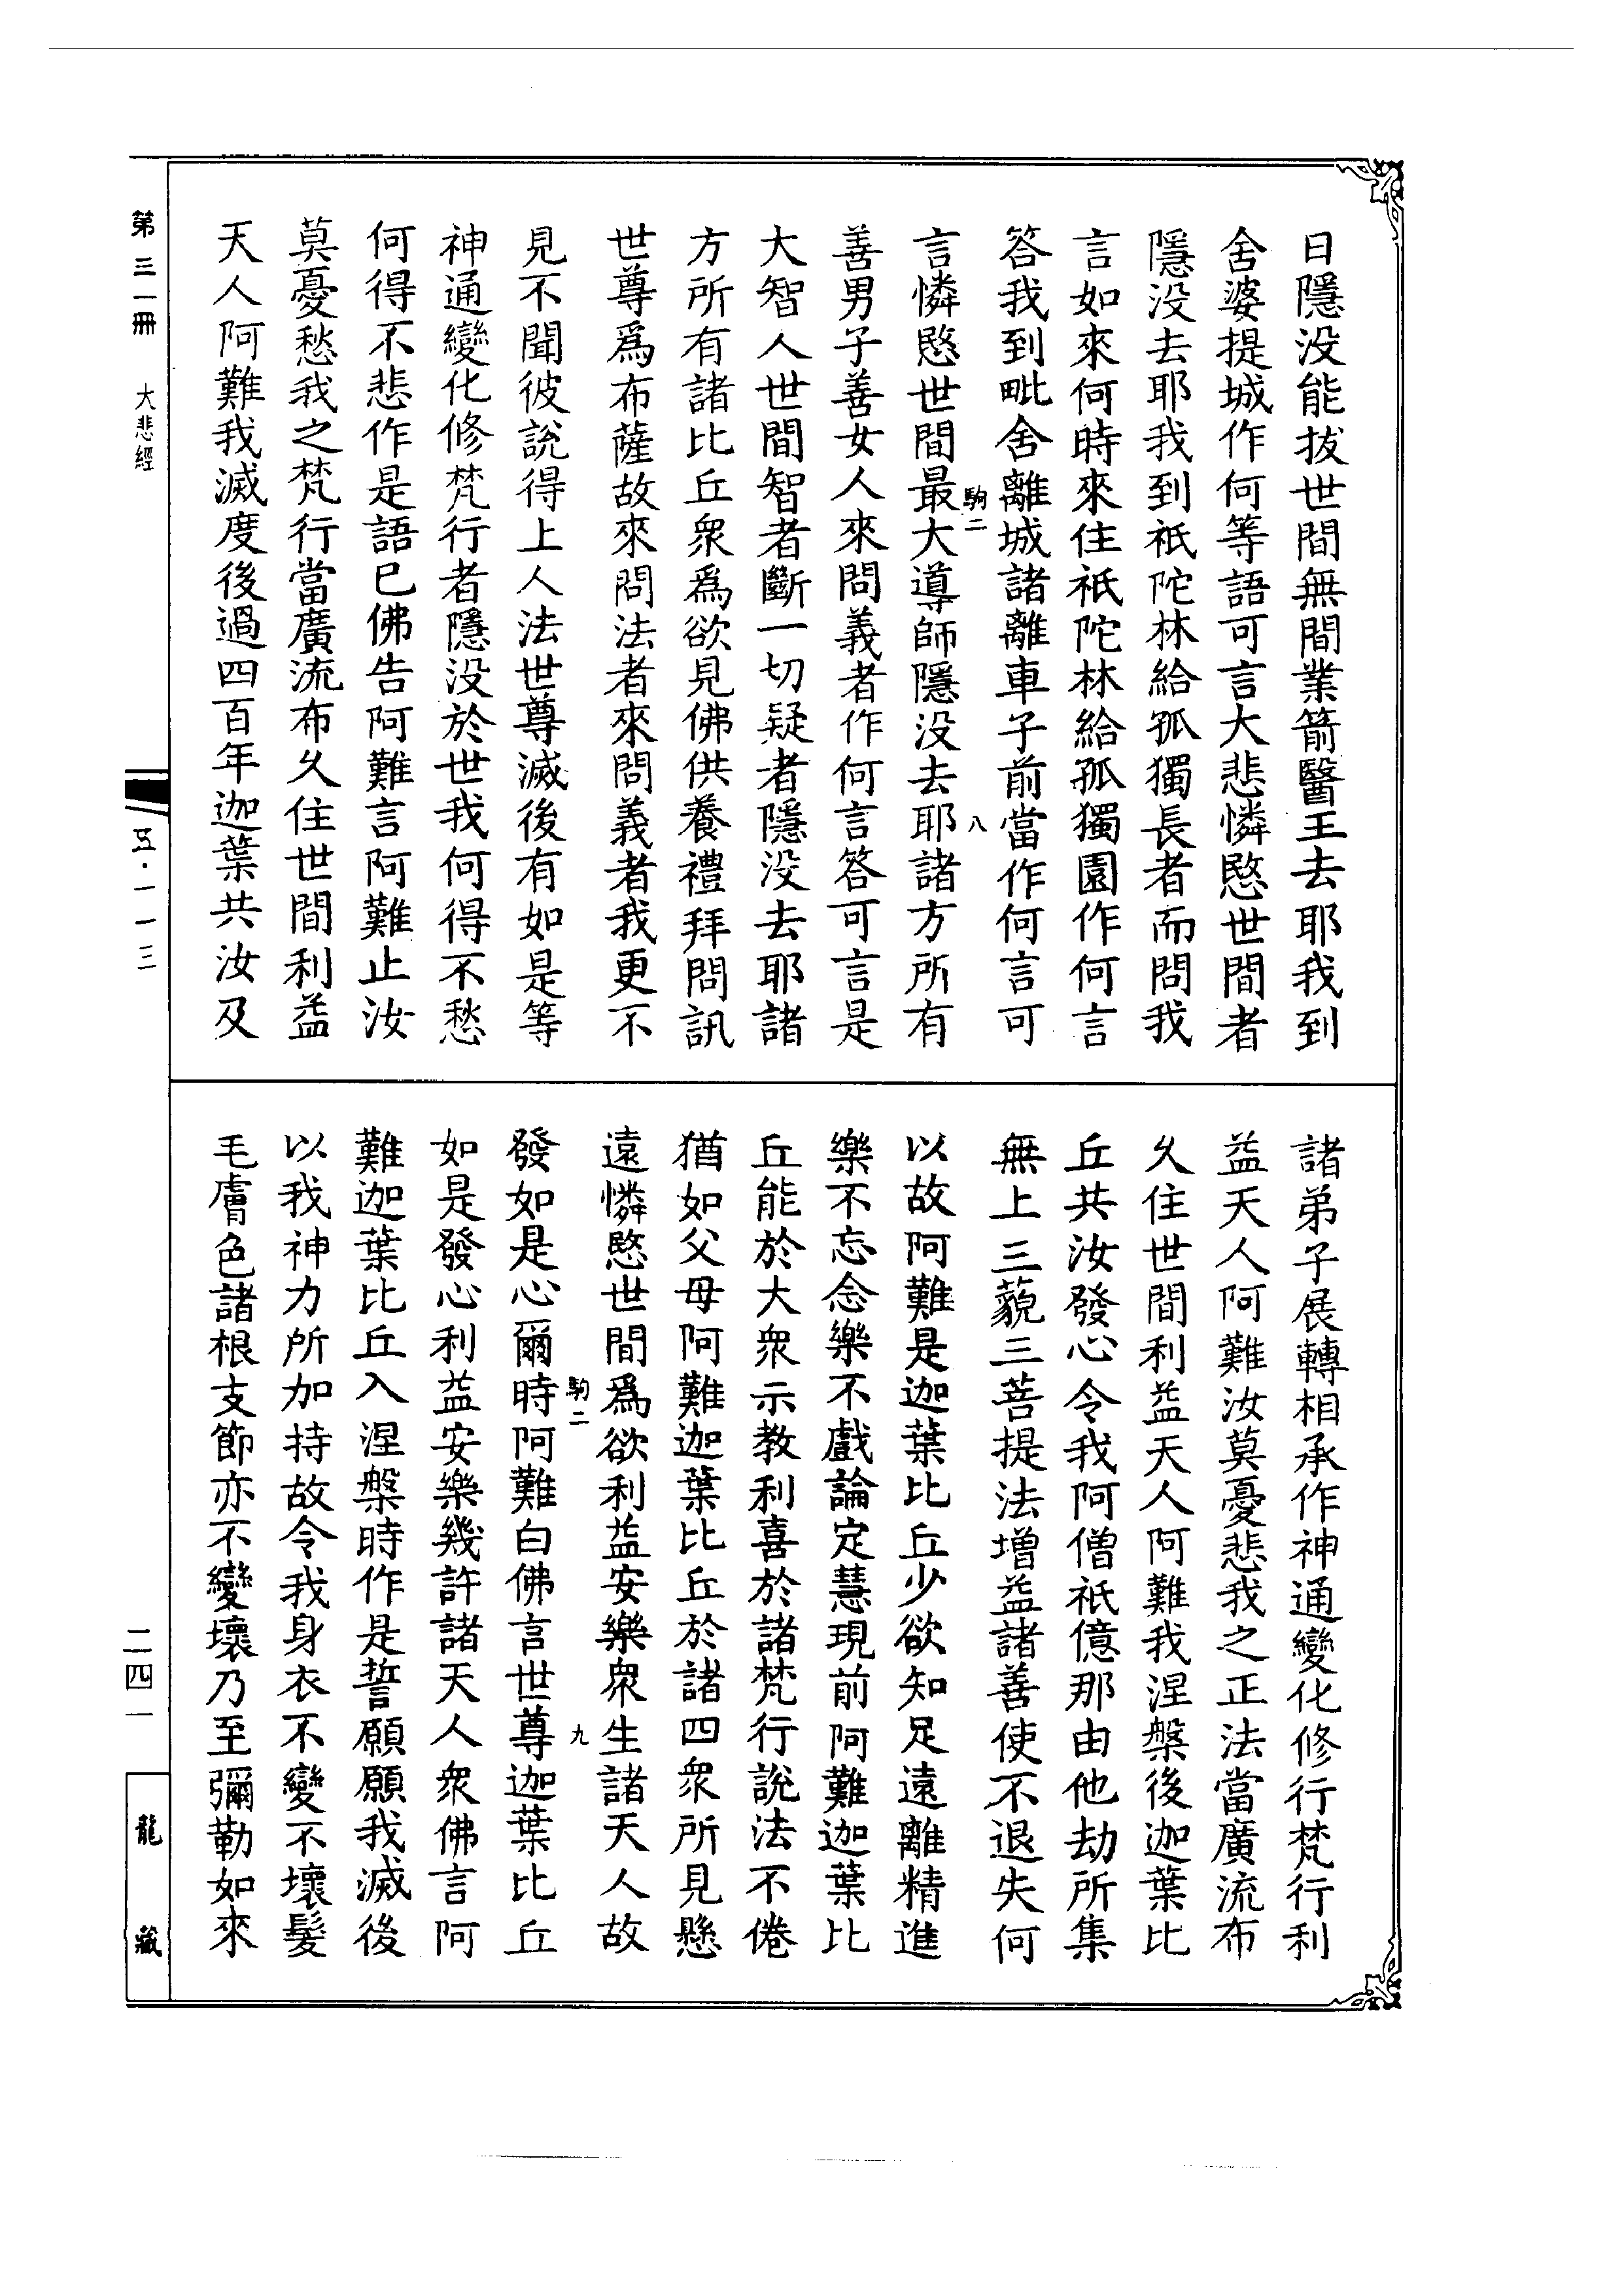 日隱没能拔世間無間業箭醫王去耶我到
舍婆提城作何等語可言大悲憐愍世間者
隱没去耶我到祇陀林給孤獨長者而問我
言如來何時來住祇陀林給孤獨園作何言
答我到毗舍離城諸離車子前當作何言可
駒二 八
言憐愍世間最大導師隱没去耶諸方所有
善男子善女人來問義者作何言答可言是
大智人世間智者斷一切疑者隱没去耶諸
方所有諸比丘衆爲欲見佛供養禮拜問訊
世尊爲布薩故來問法者來問義者我更不
見不聞彼說得上人法世尊滅後有如是等
神通變化修梵行者隱没於世我何得不愁
何得不悲作是語已佛告阿難言阿難止汝
莫憂愁我之梵行當廣流布久住世間利益
天人阿難我滅度後過四百年迦葉共汝及
諸弟子展轉相承作神通變化修行梵行利
益天人阿難汝莫憂悲我之正法當廣流布
久住世間利益天人阿難我涅槃後迦葉比
丘共汝發心令我阿僧祇億那由他劫所集
無上三藐三菩提法增益諸善使不退失何
以故阿難是迦葉比丘少欲知足遠離精進
樂不忘念樂不戲論定慧現前阿難迦葉比
丘能於大衆示教利喜於諸梵行說法不倦
猶如父母阿難迦葉比丘於諸四衆所見懸
遠憐愍世間爲欲利益安樂衆生諸天人故
駒二 九
發如是心爾時阿難白佛言世尊迦葉比丘
如是發心利益安樂幾許諸天人衆佛言阿
難迦葉比丘入涅槃時作是誓願願我滅後
以我神力所加持故令我身衣不變不壞髮
毛膚色諸根支節亦不變壞乃至彌勒如來
第三一冊 大悲經 五·一一三 二四一 龍藏